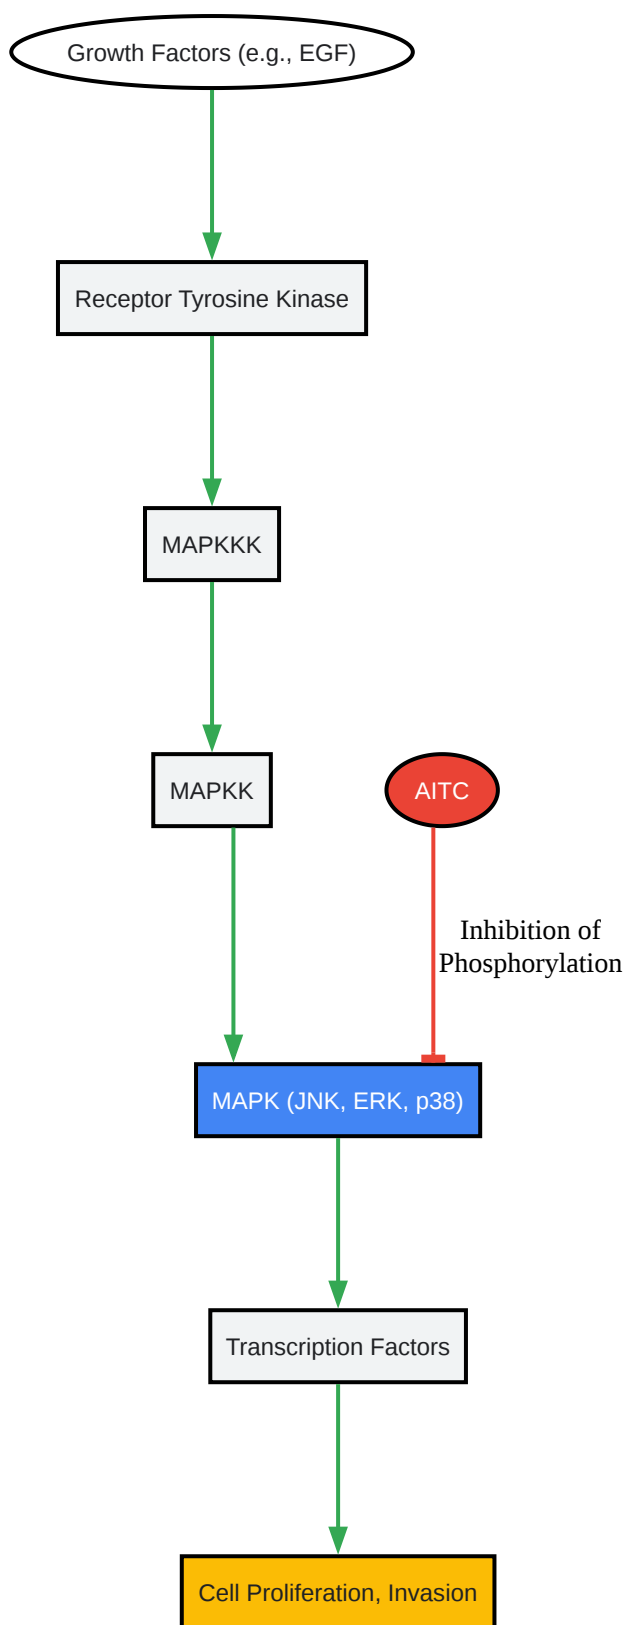 Growth Factors (e.g., EGF)
Receptor Tyrosine Kinase
MAPKKK
MAPKK
AITC
Inhibition of
Phosphorylation
MAPK (JNK, ERK, p38)
Transcription Factors
Cell Proliferation, Invasion